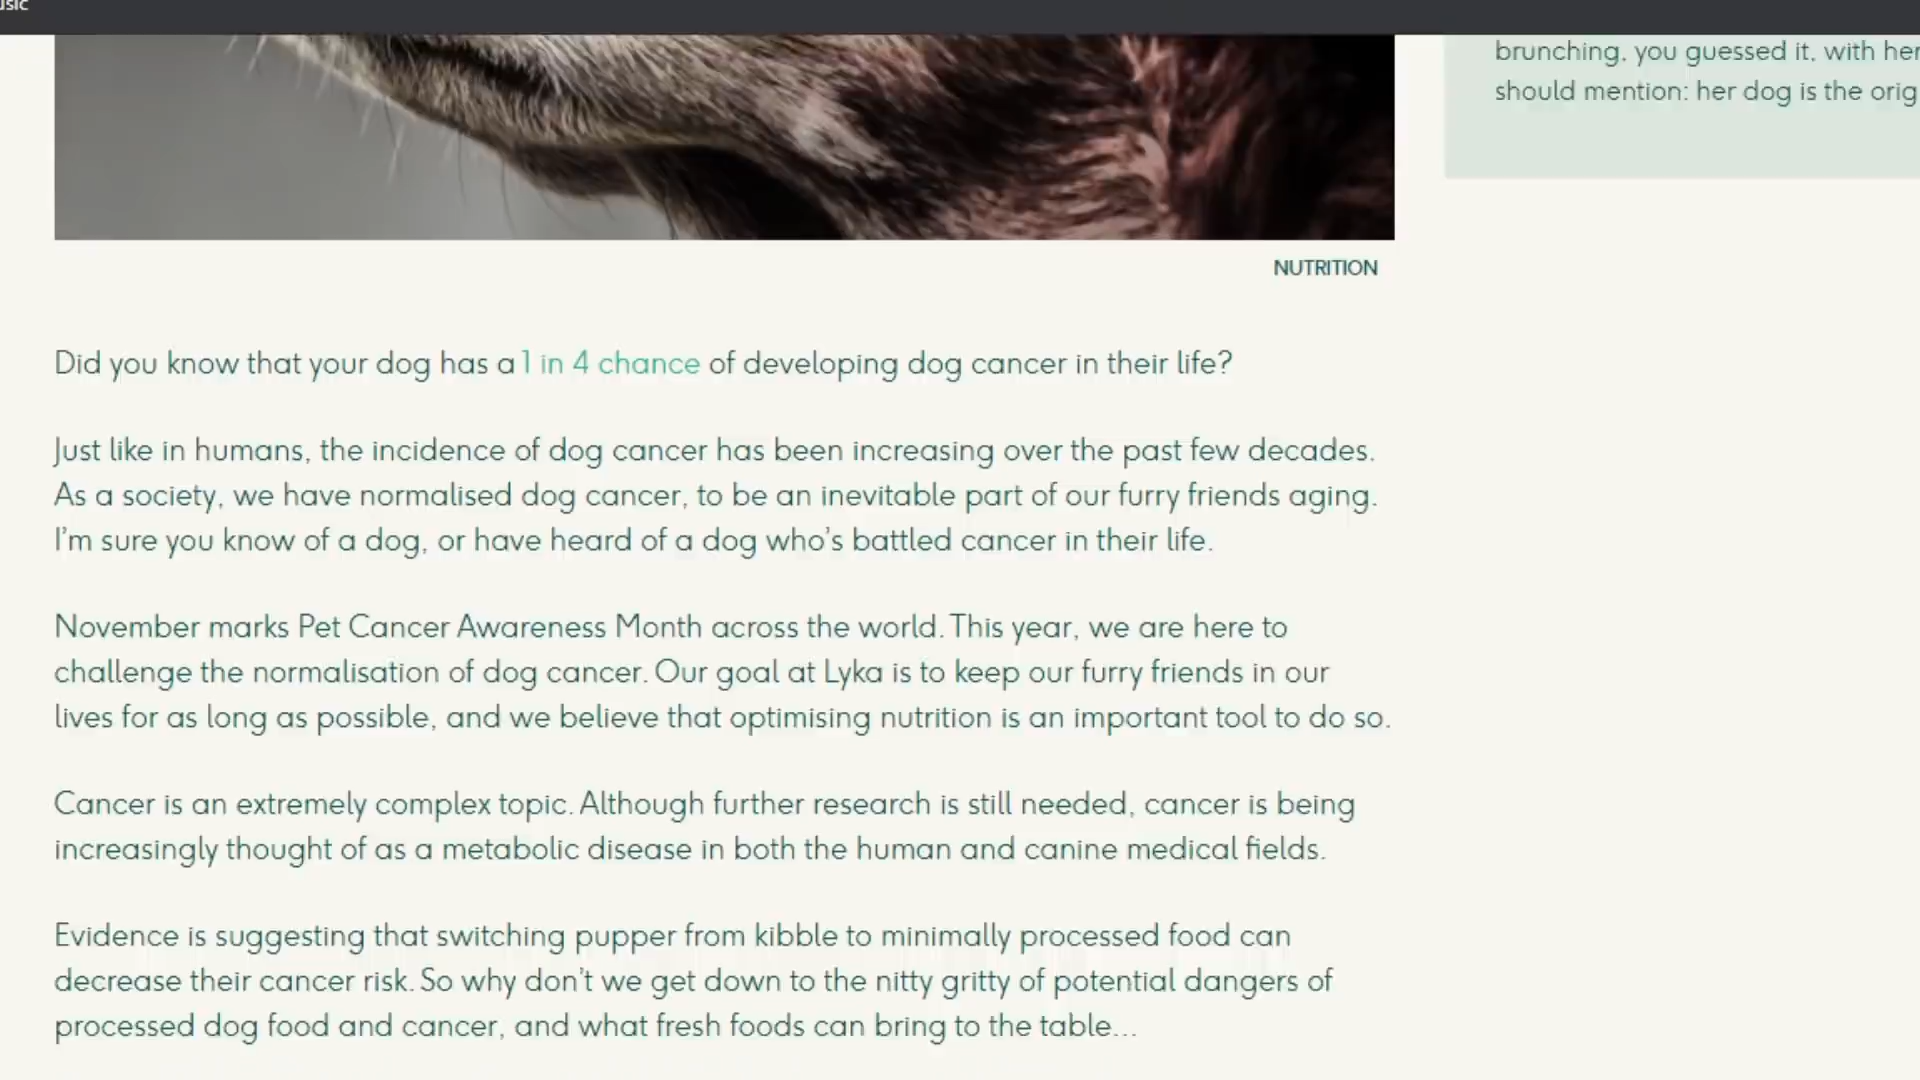 brunching, you guessed it, with her
should mention: her dog is the orig
NUTRITION
Did you know that your dog has a 1 in 4 chance of developing dog cancer in their life?
Just like in humans, the incidence of dog cancer has been increasing over the past few decades.
As a society, we have normalised dog cancer, to be an inevitable part of our furry friends aging.
I'm sure you know of a dog, or have heard of a dog who's battled cancer in their life.
November marks Pet Cancer Awareness Month across the world. This year, we are here to
challenge the normalisation of dog cancer. Our goal at Lyka is to keep our furry friends in our
lives for as long as possible, and we believe that optimising nutrition is an important tool to do so.
Cancer is an extremely complex topic. Although further research is still needed, cancer is being
increasingly thought of as a metabolic disease in both the human and canine medical fields.
Evidence is suggesting that switching pupper from kibble to minimally processed food can
decrease their cancer risk. So why don't we get down to the nitty gritty of potential dangers of
processed dog food and cancer, and what fresh foods can bring to the table...